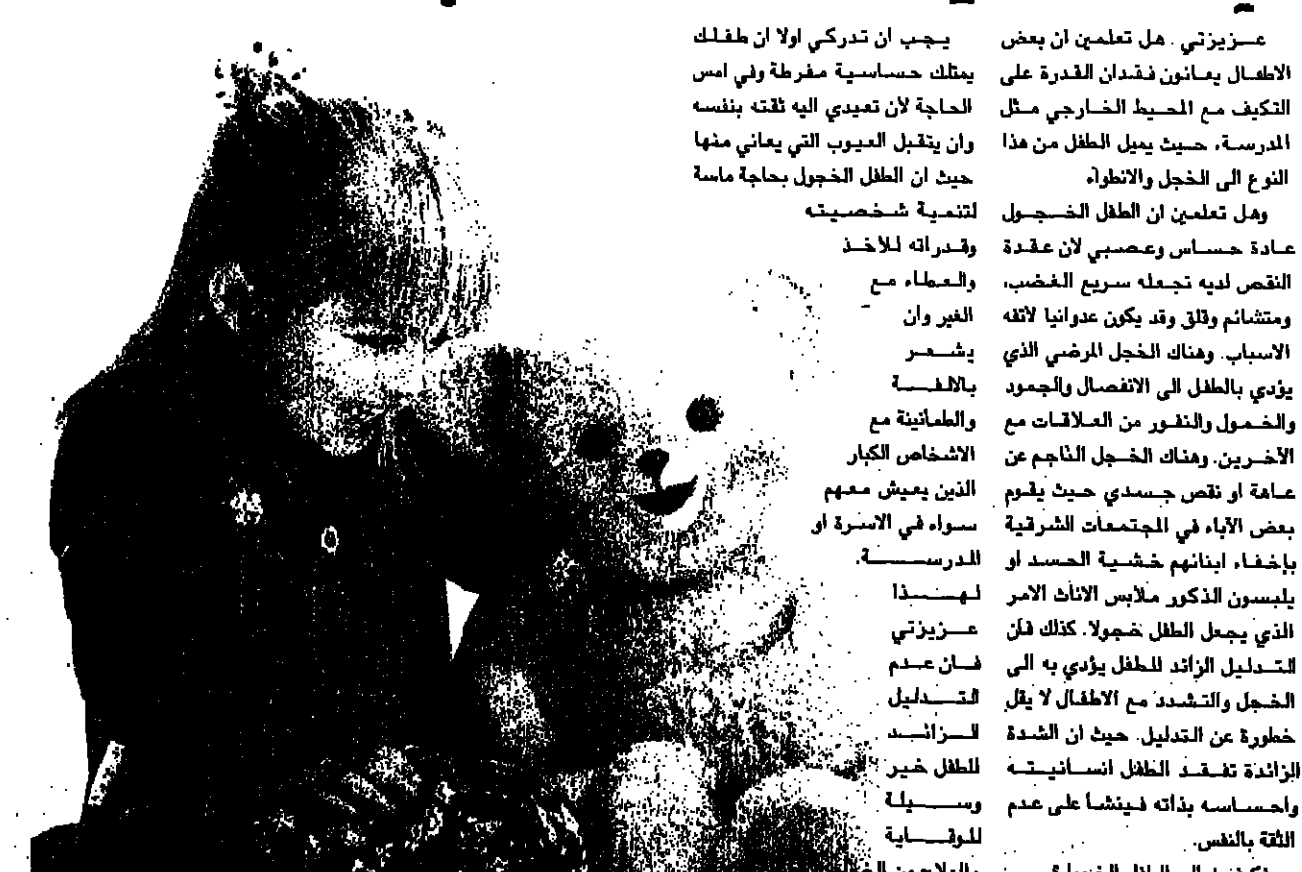 عزيزتي . هل تعلمين ان بعض
الاطفال يعانون فقدان القدرة على
التكيف مع المحيط الخارجي مثل
المدرسة، حيث يميل الطفل من هذا
النوع الى الخجل والانطواء
وهل تعلمين ان الطفل الخجول
عادة حساس وعصبي لان عقدة
النقص لديه تجعله سريع الغضب،
ومتشائم وقلق وقد يكون عدوانيا لاتفه
الاسباب. وهناك الخجل المرضي الذي
يؤدي بالطفل الى الانفصال والجمود
والخمول والنفور من العلاقات مع
الآخرين. وهناك الخجل الناجم عن
عاهة او نقص جسدي حيث يقوم
بعض الآباء في المجتمعات الشرقية
بإخفاء ابنائهم خشية الحسد أو
يلبسون الذكور ملابس الاناث الامر
الذي يجعل الطفل خجولا. كذلك فان
التدليل الزائد للطفل يؤدي به الى
الخجل والتشدد مع الاطفال لا يقل
خطورة عن التدليل. حيث ان الشدة
الزائدة تفقد الطفل انسانيته
واحساسه بذاته فينشأ على عدم
الثقة بالنفس.
يجب ان تدركي اولا ان طفلك
يمتلك حساسية مفرطة وفي امس
الحاجة لأن تعيدي اليه ثقته بنفسه
وان يتقبل العيوب التي يعاني منها
حيث ان الطفل الخجول بحاجة ماسة
لتنمية شخصيته
وقدراته للاخذ
والعطاء مع
الغير وان
يشعر
بالالفة
والطمانينة مع
الاشخاص الكبار
الذين يعيش معهم
سواء في الاسرة او
المدرسة.
لهذا
عزيزتي
فان عدم
التدليل
الزائد
للطفل خير
وسيلة
للوقاية